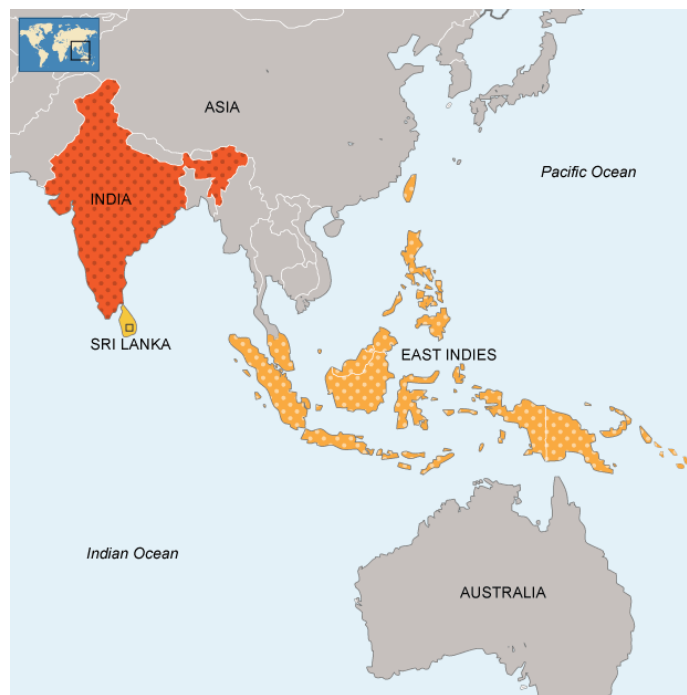 ASIA
Pacific Ocean
INDIA
SRI LANKA
EAST INDIES
Indian Ocean
AUSTRALIA